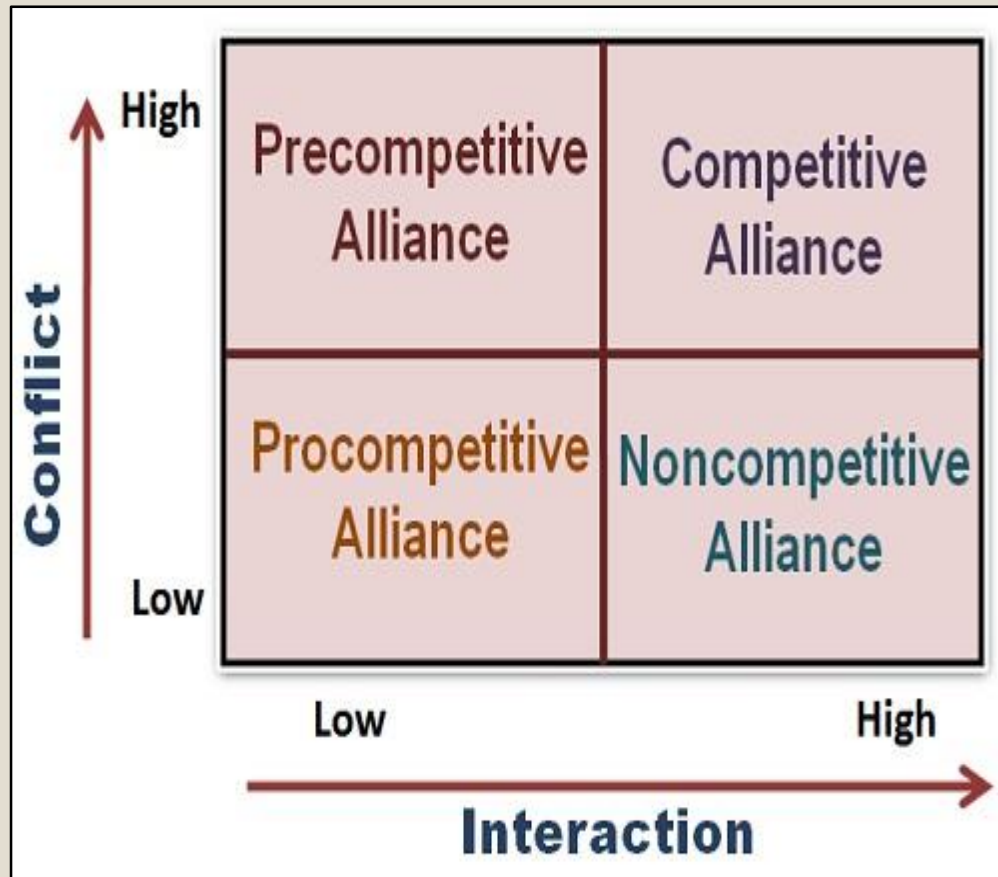 High
Precompetitive
Alliance
Competitive
Alliance
Conflict
Procompetitive
Alliance
Noncompetitive
Alliance
Low
Low
High
Interaction